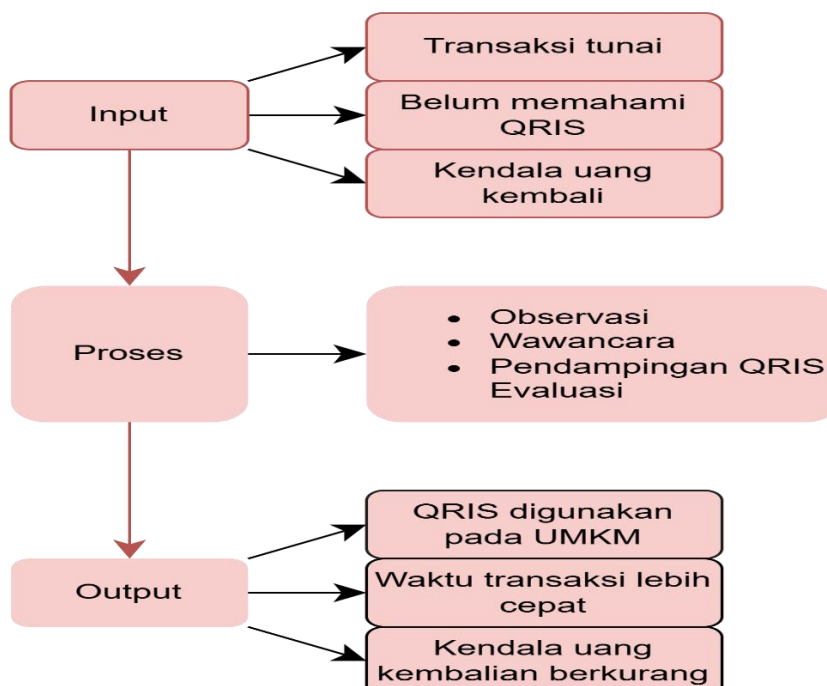 Transaksi tunai
Input
Belum memahami
QRIS
Kendala uang
kembali
Proses
• Observasi
• Wawancara
• Pendampingan QRIS
Evaluasi
QRIS digunakan
pada UMKM
Output
Waktu transaksi lebih
cepat
Kendala uang
kembalian berkurang